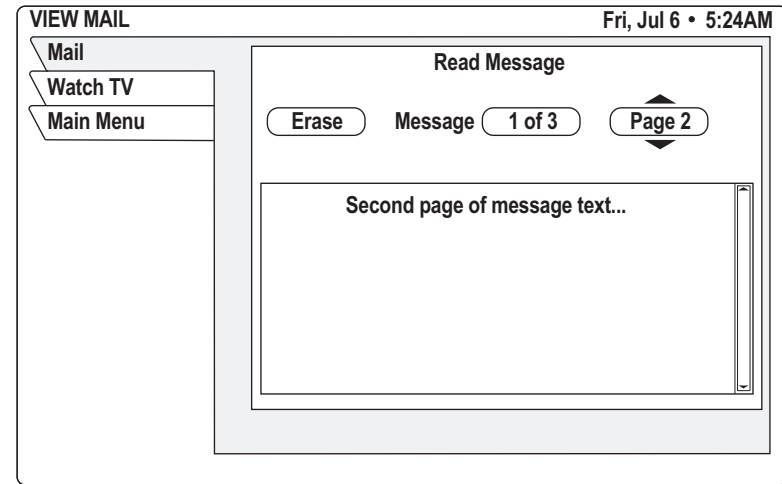 VIEW MAIL Fri, Jul 6 • 5:24AM
Mail
Watch TV
Main Menu
Read Message
Erase Message 1 of 3 Page 2
Second page of message text...